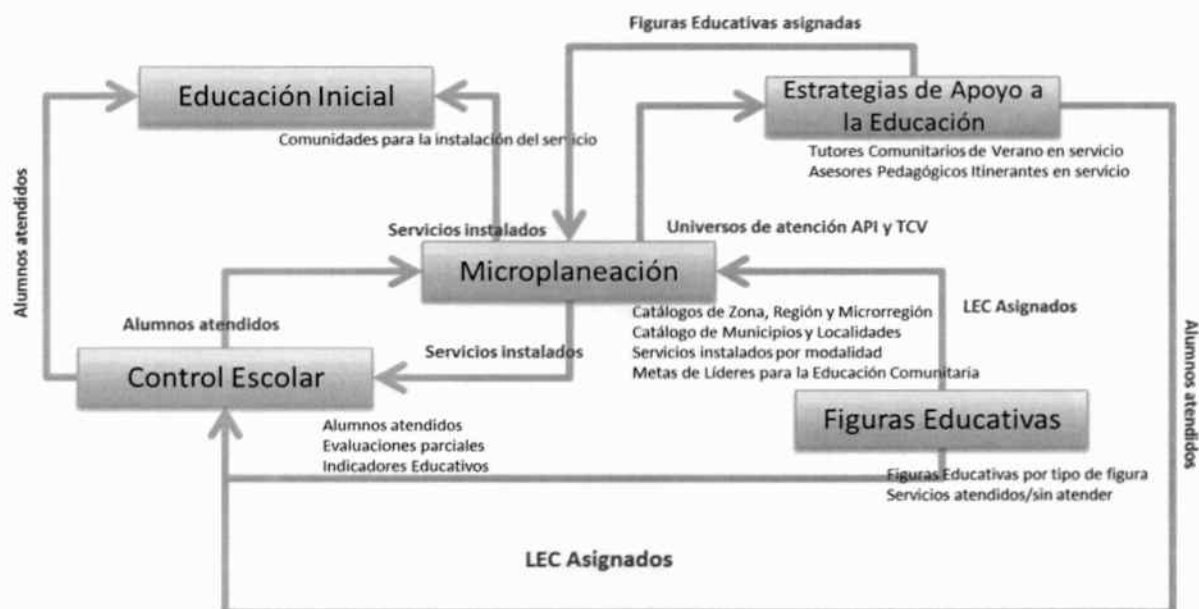 Figuras Educativas asignadas
Educación Inicial
Comunidades para la instalación del servicio
Estrategias de Apoyo a
la Educación
Tutores Comunitarios de Verano en servicio
Asesores Pedagógicos Itinerantes en servicio
Alumnos atendidos
Servicios instalados
Universos de atención API y TCV
Microplaneación
Catálogos de Zona, Región y Microrregión
Catálogo de Municipios y Localidades
Servicios instalados por modalidad
Metas de Líderes para la Educación Comunitaria
LEC Asignados
Alumnos atendidos
Servicios instalados
Control Escolar
Alumnos atendidos
Evaluaciones parciales
Indicadores Educativos
Figuras Educativas
Figuras Educativas por tipo de figura
Servicios atendidos/sin atender
Alumnos atendidos
LEC Asignados